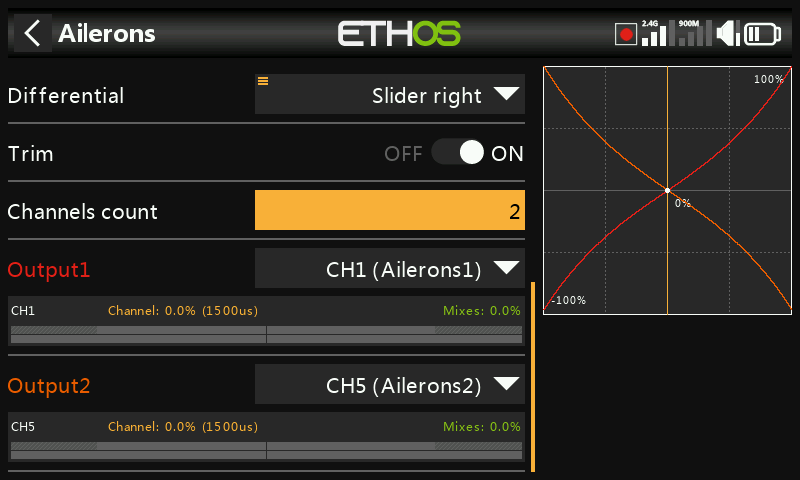 Ailerons
ETHOS
2.4G
900M
Differential
Slider right
Trim
OFF
ON
Channels count
2
Output1
CH1 (Ailerons1)
CH1
Channel: 0.0% (1500us)
Mixes: 0.0%
Output2
CH5 (Ailerons2)
CH5
Channel: 0.0% (1500us)
Mixes: 0.0%
100%
0%
-100%